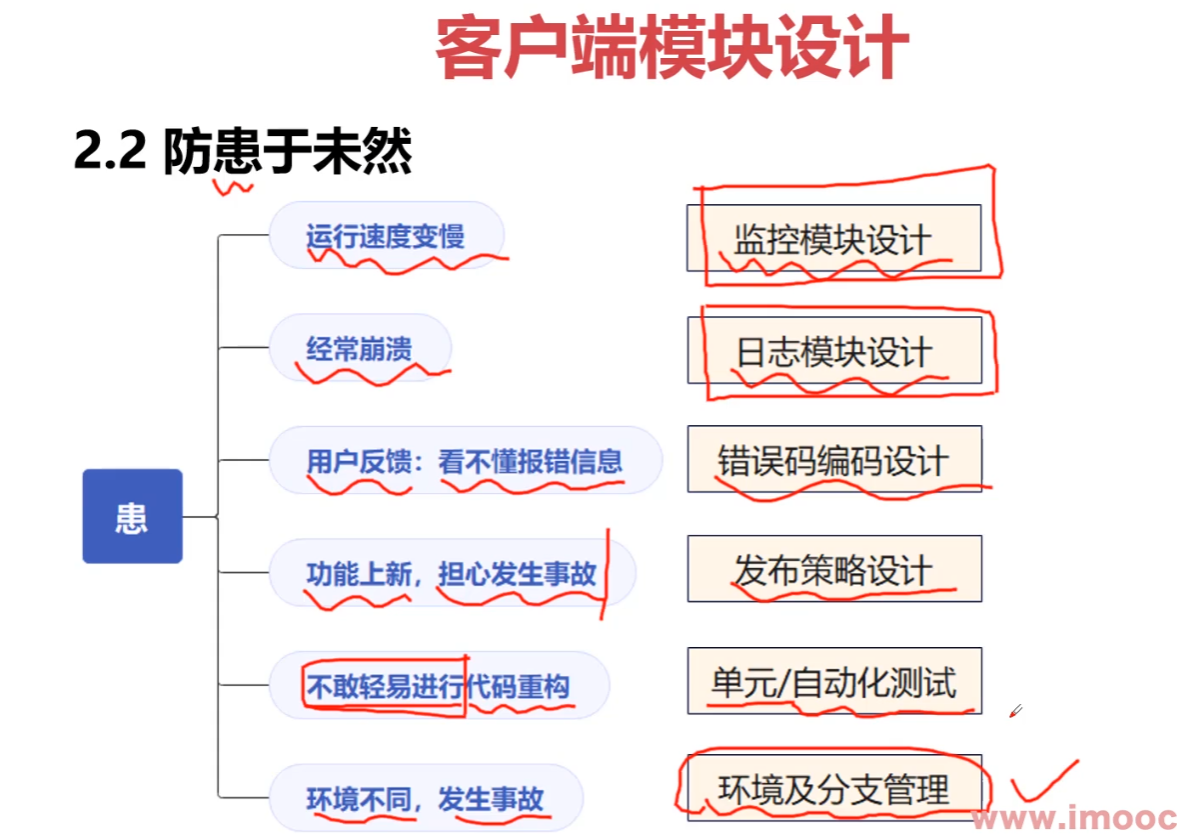 客户端模块设计
2.2 防患于未然
运行速度变慢
监控模块设计
经常崩溃
日志模块设计
用户反馈：看不懂报错信息
错误码编码设计
患
功能上新，担心发生事故
发布策略设计
不敢轻易进行代码重构
单元/自动化测试
环境不同，发生事故
环境及分支管理
www.imooc